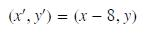 (x′, y′) = (x − 8, y)